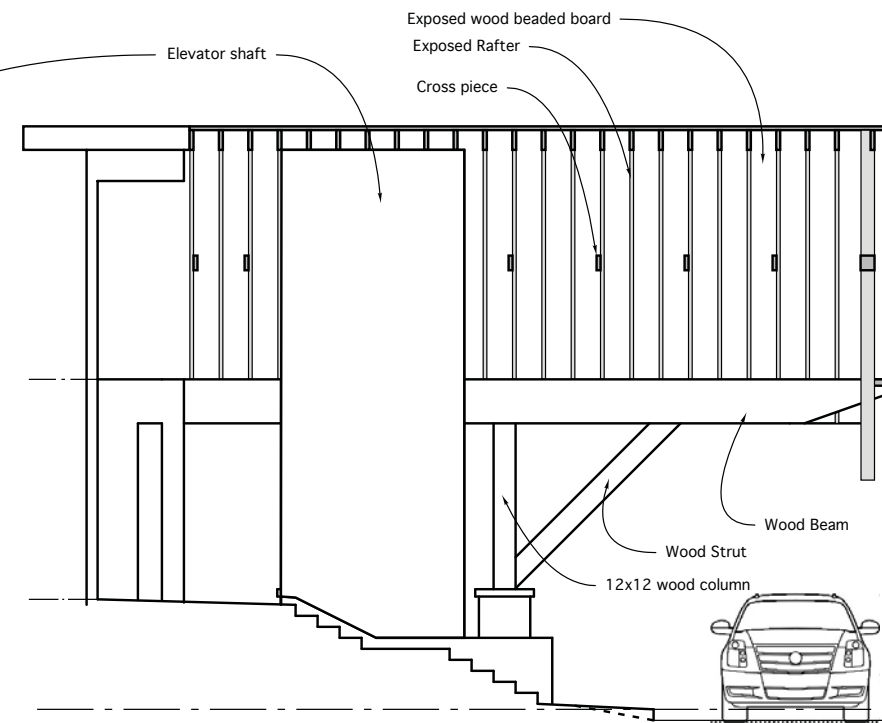 Exposed wood beaded board
Elevator shaft
Exposed Rafter
Cross piece
Wood Beam
Wood Strut
12x12 wood column